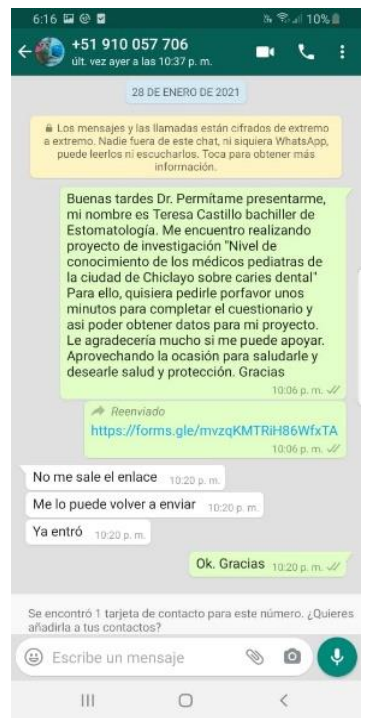 6:16 10%
+51 910 057 706
últ. vez ayer a las 10:37 p. m.
28 DE ENERO DE 2021
Los mensajes y las llamadas están cifrados de extremo
a extremo. Nadie fuera de este chat, ni siquiera WhatsApp,
puede leerlos ni escucharlos. Toca para obtener más
información.
Buenas tardes Dr. Permítame presentarme,
mi nombre es Teresa Castillo bachiller de
Estomatología. Me encuentro realizando
proyecto de investigación "Nivel de
conocimiento de los médicos pediatras de
la ciudad de Chiclayo sobre caries dental"
Para ello, quisiera pedirle porfavor unos
minutos para completar el cuestionario y
asi poder obtener datos para mi proyecto.
Le agradecería mucho si me puede apoyar.
Aprovechando la ocasión para saludarle y
desearle salud y protección. Gracias
10:06 p. m.
Reenviado
https://forms.gle/mvzqKMTRiH86WfxTA
10:06 p. m.
No me sale el enlace 10:20 p. m.
Me lo puede volver a enviar 10:20 p. m.
Ya entró 10:20 p. m.
Ok. Gracias 10:20 p. m.
Se encontró 1 tarjeta de contacto para este número. ¿Quieres
añadirla a tus contactos?
Escribe un mensaje